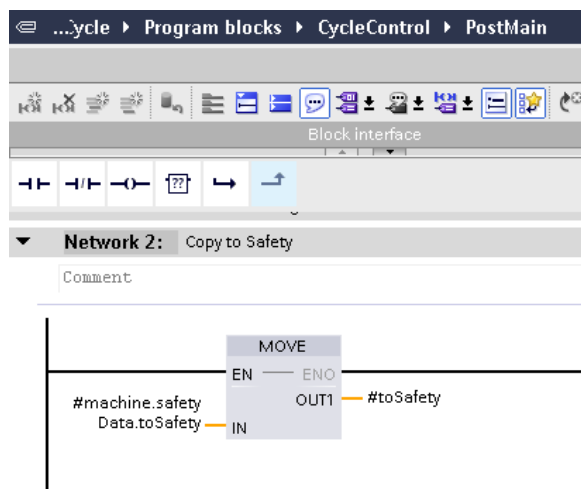 ...ycle ▸ Program blocks ▸ CycleControl ▸ PostMain
Block interface
??
Network 2: Copy to Safety
Comment
MOVE
EN ENO
#machine.safety
Data.toSafety IN
OUT1 #toSafety